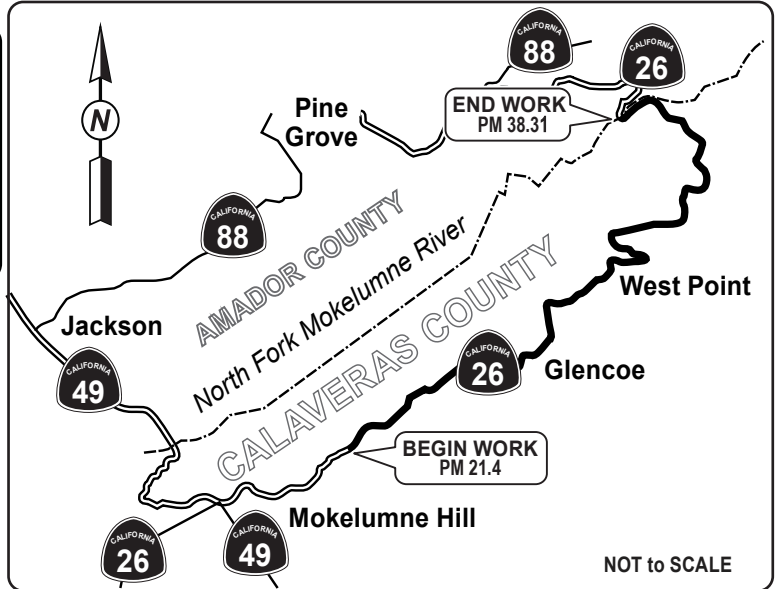 CALIFORNIA
88
CALIFORNIA
26
END WORK
PM 38.31
N
Pine
Grove
CALIFORNIA
88
AMADOR COUNTY
North Fork Mokelumne River
West Point
Jackson
CALAVERAS COUNTY
CALIFORNIA
26
Glencoe
CALIFORNIA
49
BEGIN WORK
PM 21.4
Mokelumne Hill
CALIFORNIA
26
CALIFORNIA
49
NOT to SCALE